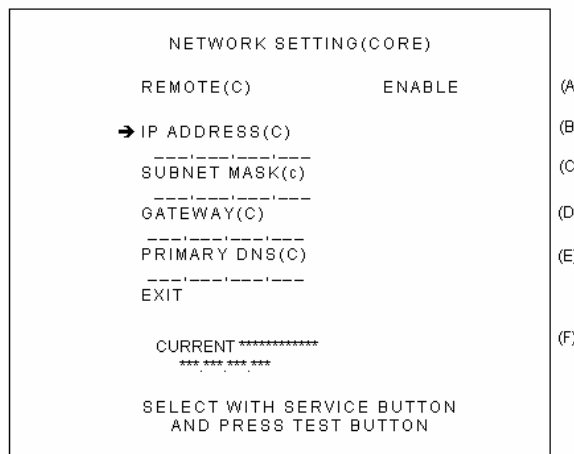 NETWORK SETTING(CORE)
REMOTE(C) ENABLE (A
➔ IP ADDRESS(C) (B
___.___.___.___
SUBNET MASK(c) (C
___.___.___.___
GATEWAY(C) (D
___.___.___.___
PRIMARY DNS(C) (E)
___.___.___.___
EXIT
CURRENT ************ (F)
***.***.***.***
SELECT WITH SERVICE BUTTON
AND PRESS TEST BUTTON